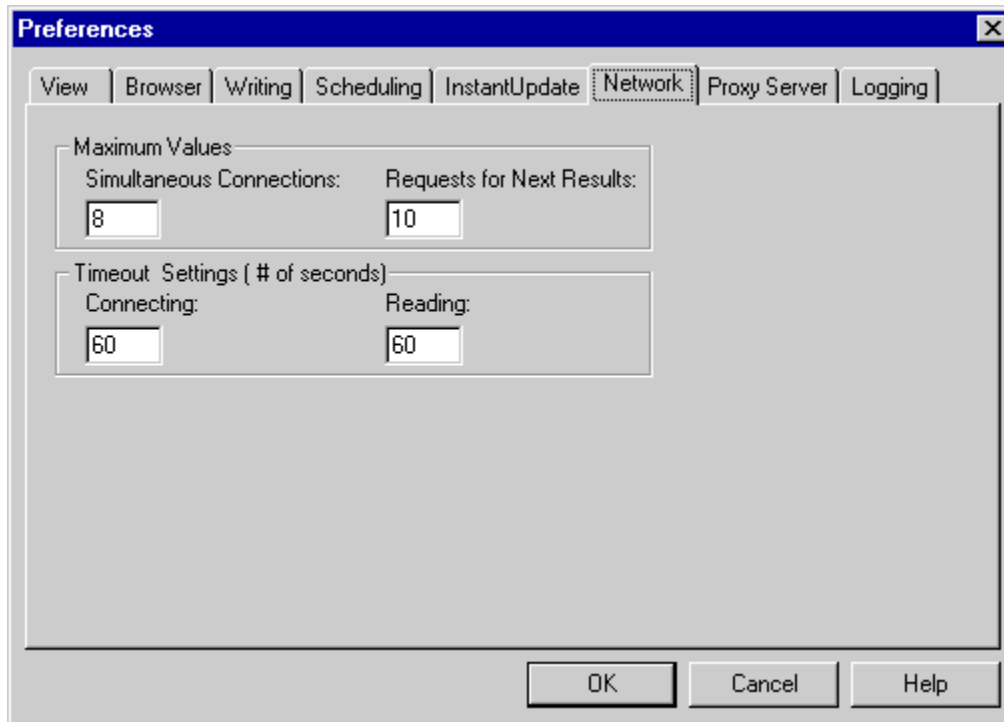 Preferences
View Browser Writing Scheduling InstantUpdate Network Proxy Server Logging
Maximum Values
Simultaneous Connections: Requests for Next Results:
8 10
Timeout Settings ( # of seconds)
Connecting: Reading:
60 60
OK Cancel Help